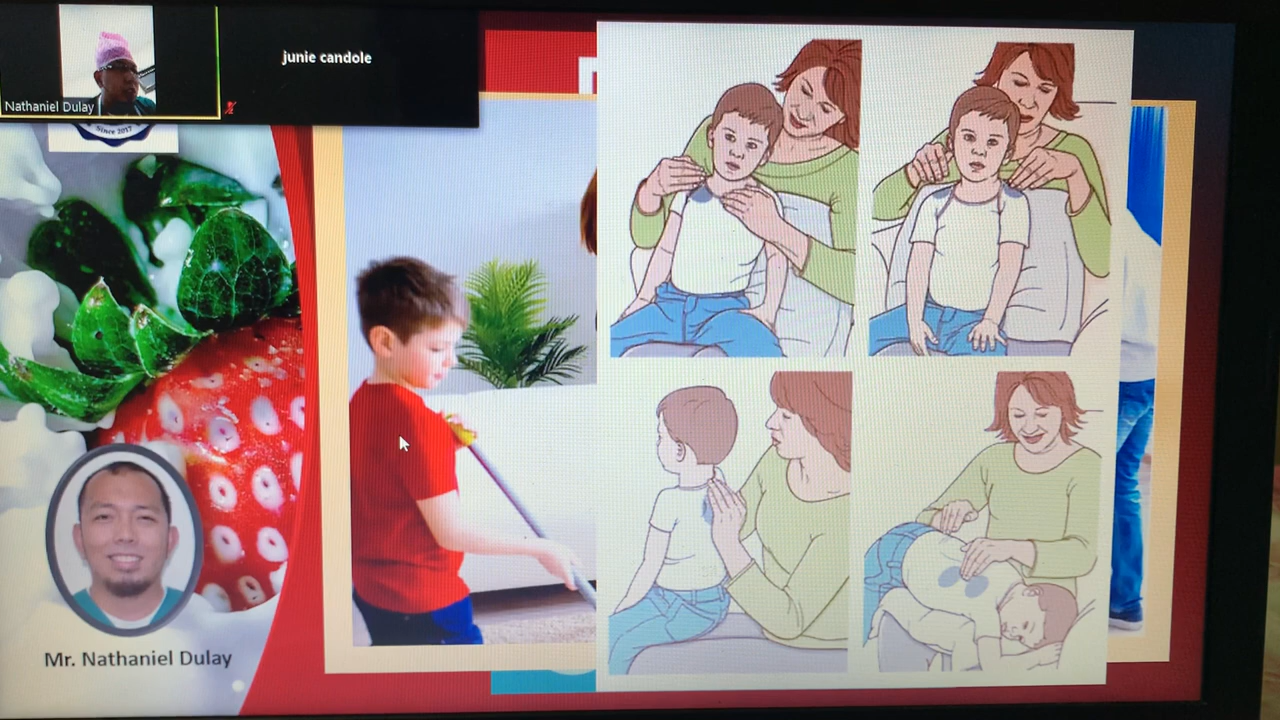 Nathaniel Dulay
junie candole
Since 2017
Mr. Nathaniel Dulay